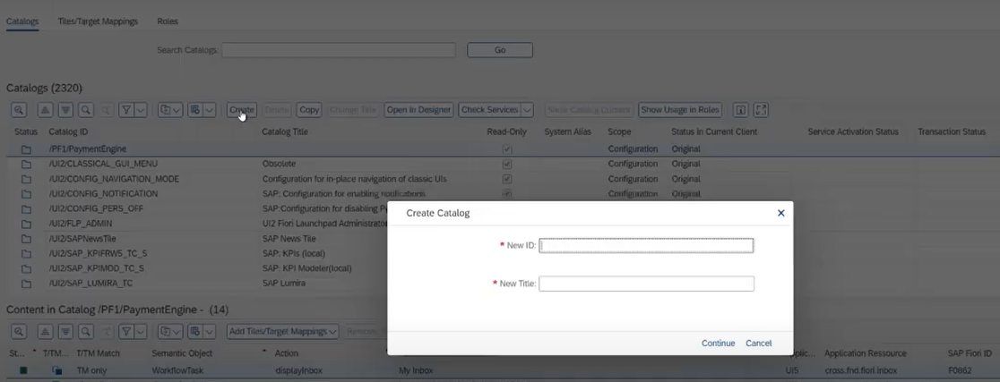 Catalogs Tiles/Target Mappings Roles
Search Catalogs: Go
Catalogs (2320)
Create Delete Copy Change Title Open in Designer Check Services Show Catalog Content Show Usage in Roles
Status Catalog ID Catalog Title Read-Only System Alias Scope Status in Current Client Service Activation Status Transaction Status
/PF1/PaymentEngine Configuration Original
/UI2/CLASSICAL_GUI_MENU Obsolete Configuration Original
/UI2/CONFIG_NAVIGATION_MODE Configuration for in-place navigation of classic UIs Configuration Original
/UI2/CONFIG_NOTIFICATION SAP: Configuration for enabling notifications Configuration Original
/UI2/CONFIG_PERS_OFF SAP:Configuration for disabling
/UI2/FLP_ADMIN UI2 Fiori Launchpad Administrator
/UI2/SAPNewsTile SAP News Tile
/UI2/SAP_KPIFRW5_TC_S SAP: KPIs (local)
/UI2/SAP_KPIMOD_TC_S SAP: KPI Modeler(local)
/UI2/SAP_LUMIRA_TC SAP Lumira
Create Catalog
* New ID:
* New Title:
Continue Cancel
Content in Catalog /PF1/PaymentEngine - (14)
Add Tiles/Target Mappings Remove
St... T/TM... T/TM Match Semantic Object Action Application Ressource SAP Fiori ID
TM only WorkflowTask displayInbox My Inbox UI5 cross.fnd.fiori.inbox F0862